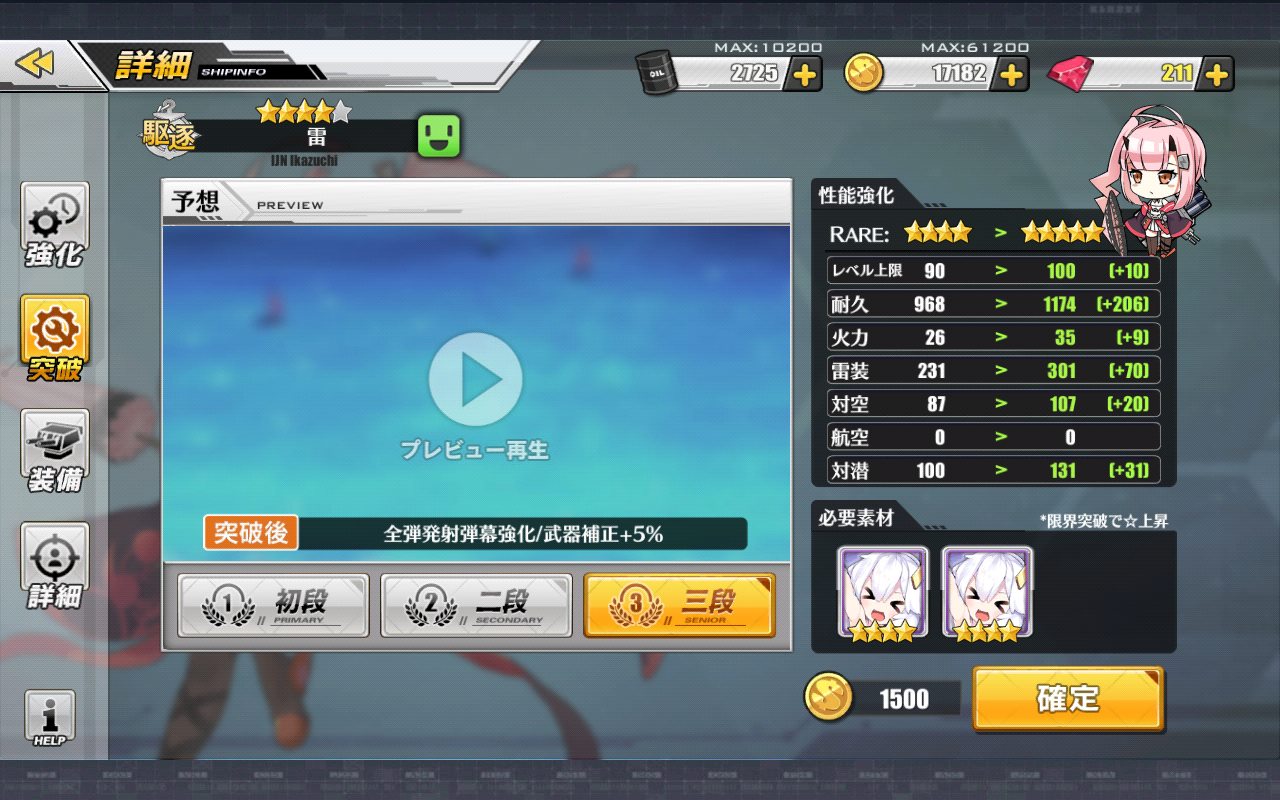 詳細 SHIPINFO
OIL
MAX:10200
2725
MAX:61200
17182
211
駆逐
雷
IJN Ikazuchi
強化
突破
装備
詳細
HELP
予想 PREVIEW
プレビュー再生
突破後 全弾発射弾幕強化/武器補正+5%
1 初段 // PRIMARY
2 二段 // SECONDARY
3 三段 // SENIOR
性能強化
RARE: >
レベル上限 90 > 100 (+10)
耐久 968 > 1174 (+206)
火力 26 > 35 (+9)
雷装 231 > 301 (+70)
対空 87 > 107 (+20)
航空 0 > 0
対潜 100 > 131 (+31)
必要素材 *限界突破で☆上昇
1500
確定